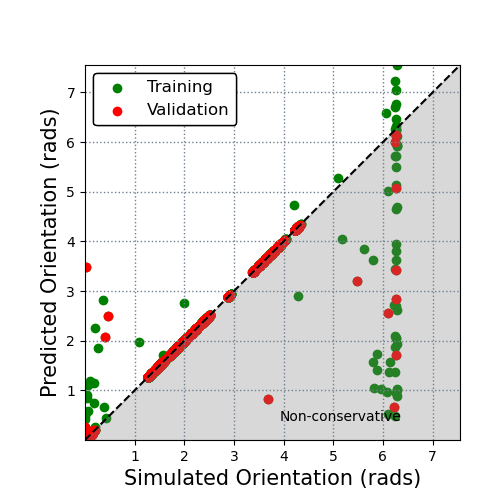 Training
Validation
Predicted Orientation (rads)
7
6
5
4
3
2
1
Non-conservative
1 2 3 4 5 6 7
Simulated Orientation (rads)